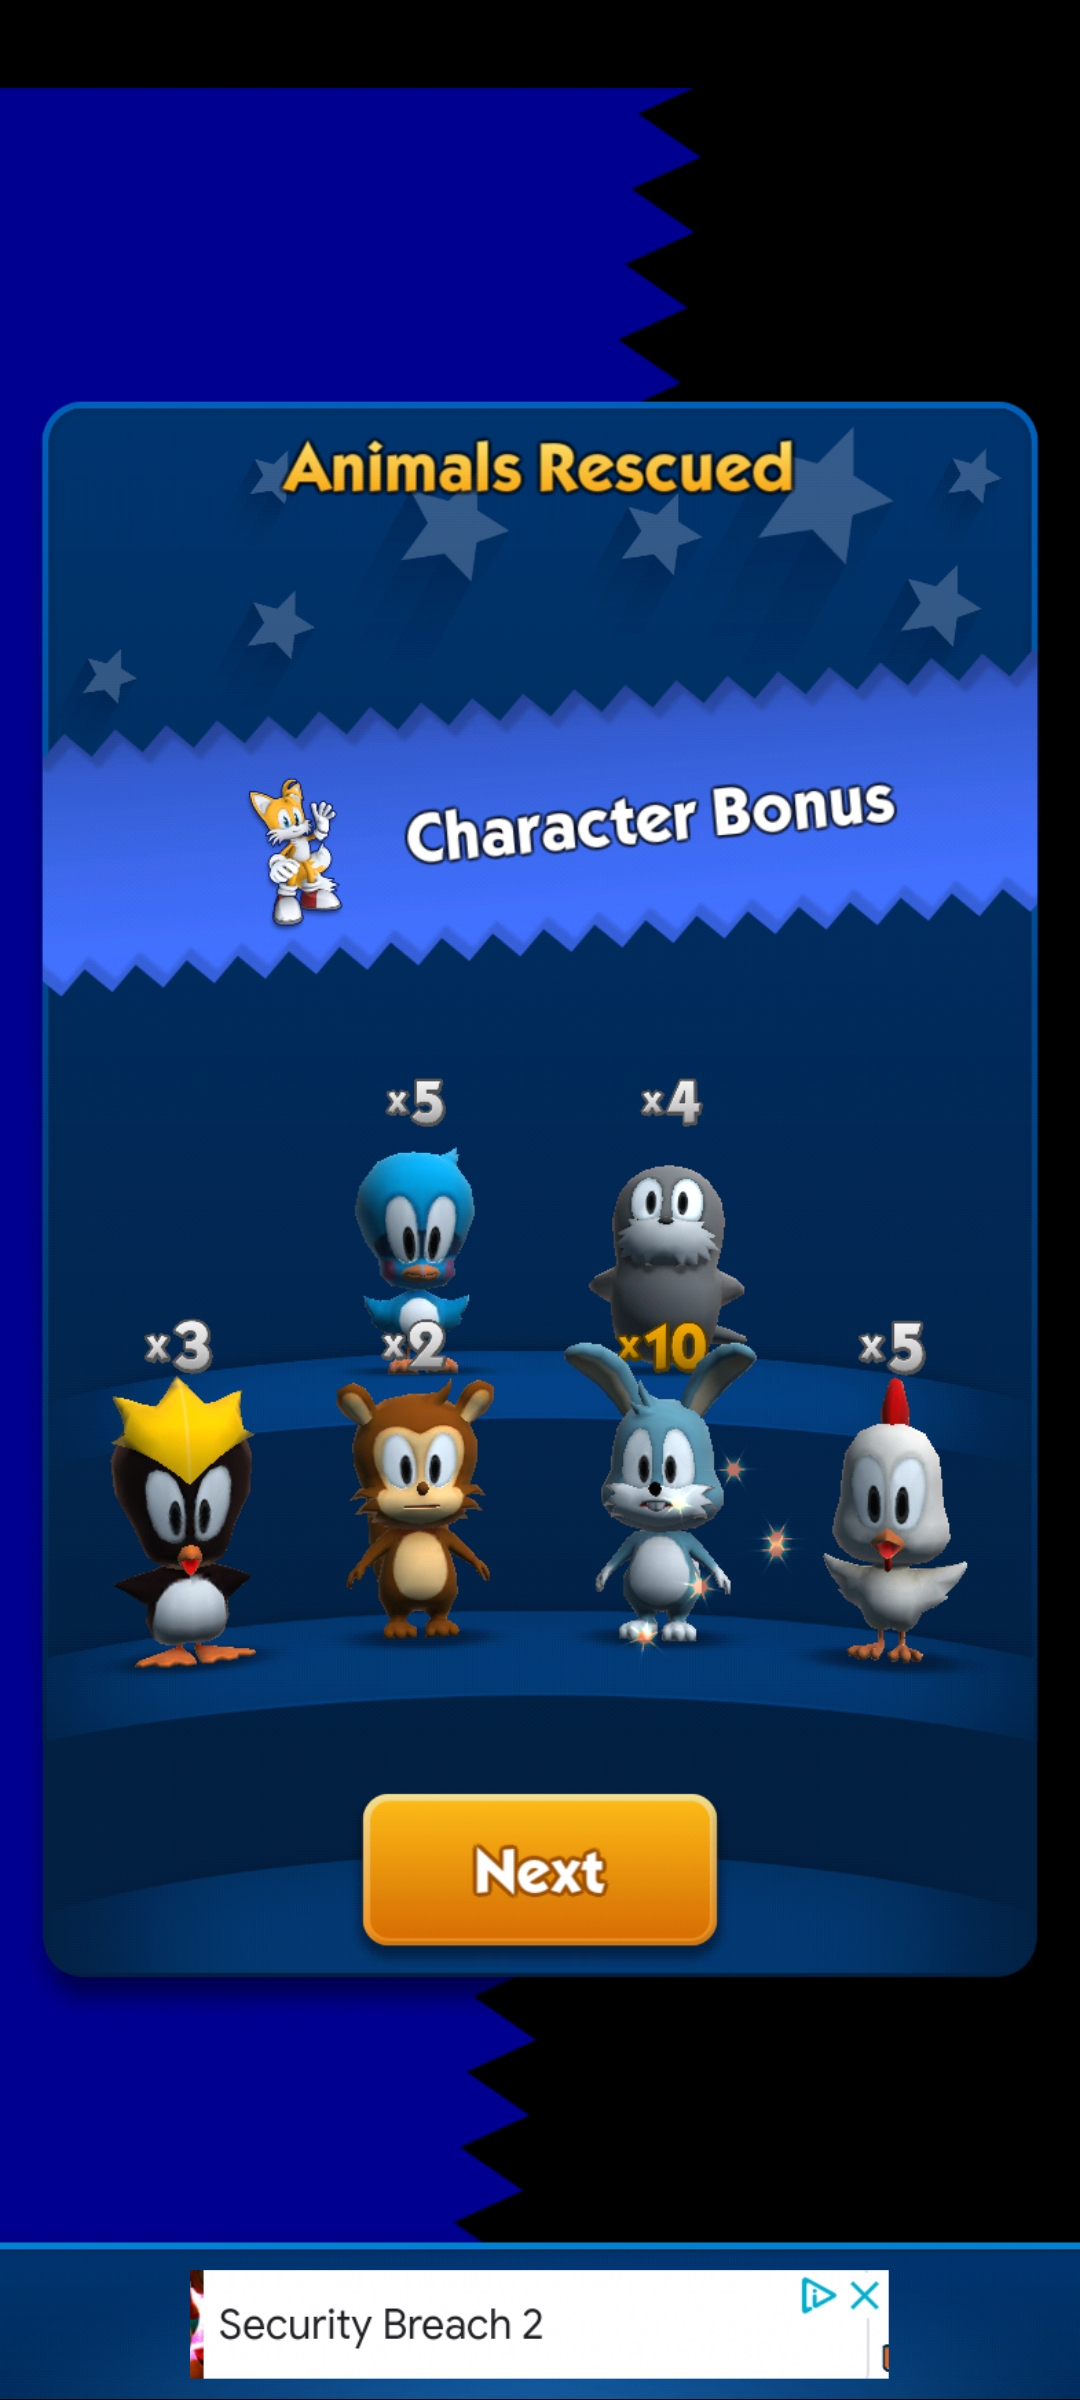 Animals Rescued
Character Bonus
x5
x4
x3
x2
x10
x5
Next
Security Breach 2